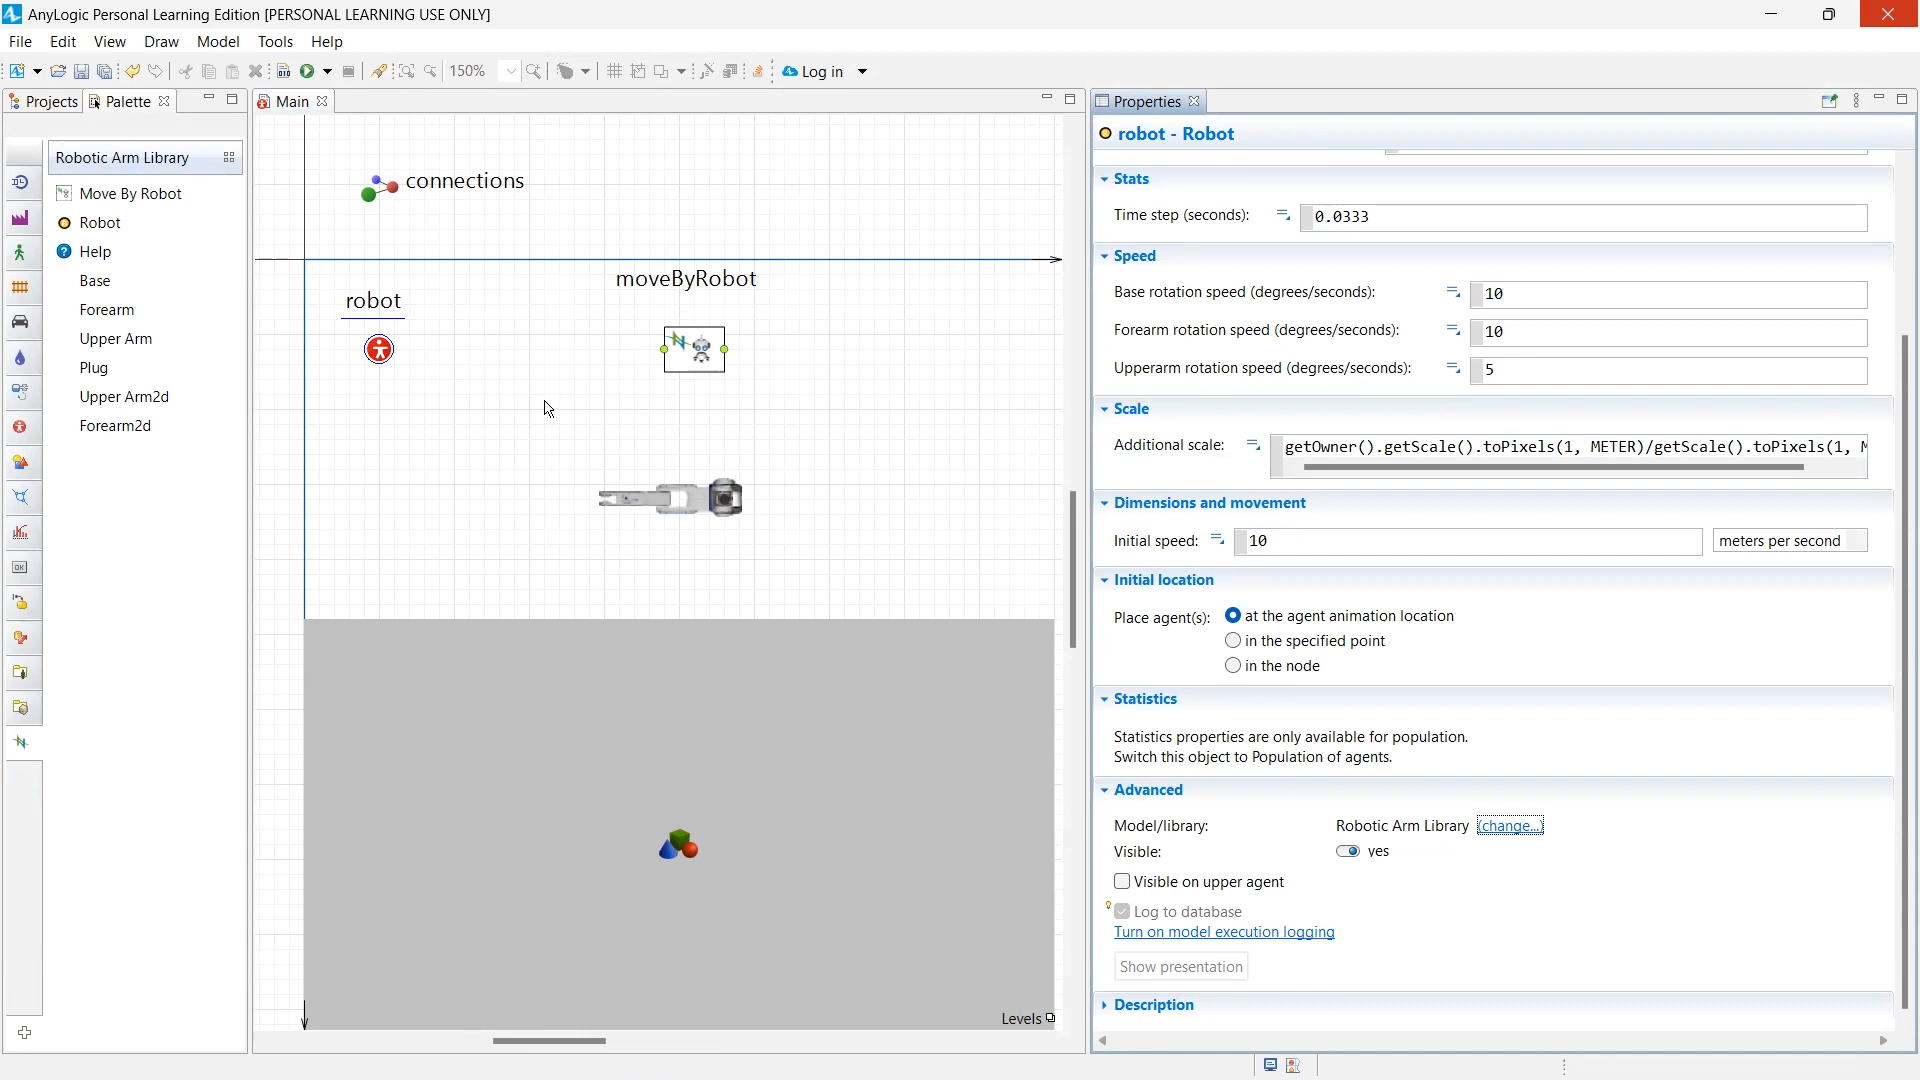 AnyLogic Personal Learning Edition [PERSONAL LEARNING USE ONLY]
File Edit View Draw Model Tools Help
150% Log in
Projects Palette Main Properties
Robotic Arm Library
Move By Robot
Robot
Help
Base
Forearm
Upper Arm
Plug
Upper Arm2d
Forearm2d
connections
robot
moveByRobot
Levels
robot - Robot
Stats
Time step (seconds): 0.0333
Speed
Base rotation speed (degrees/seconds): 10
Forearm rotation speed (degrees/seconds): 10
Upperarm rotation speed (degrees/seconds): 5
Scale
Additional scale: getOwner().getScale().toPixels(1, METER)/getScale().toPixels(1, M
Dimensions and movement
Initial speed: 10 meters per second
Initial location
Place agent(s): at the agent animation location
in the specified point
in the node
Statistics
Statistics properties are only available for population.
Switch this object to Population of agents.
Advanced
Model/library: Robotic Arm Library (change...)
Visible: yes
Visible on upper agent
Log to database
Turn on model execution logging
Show presentation
Description